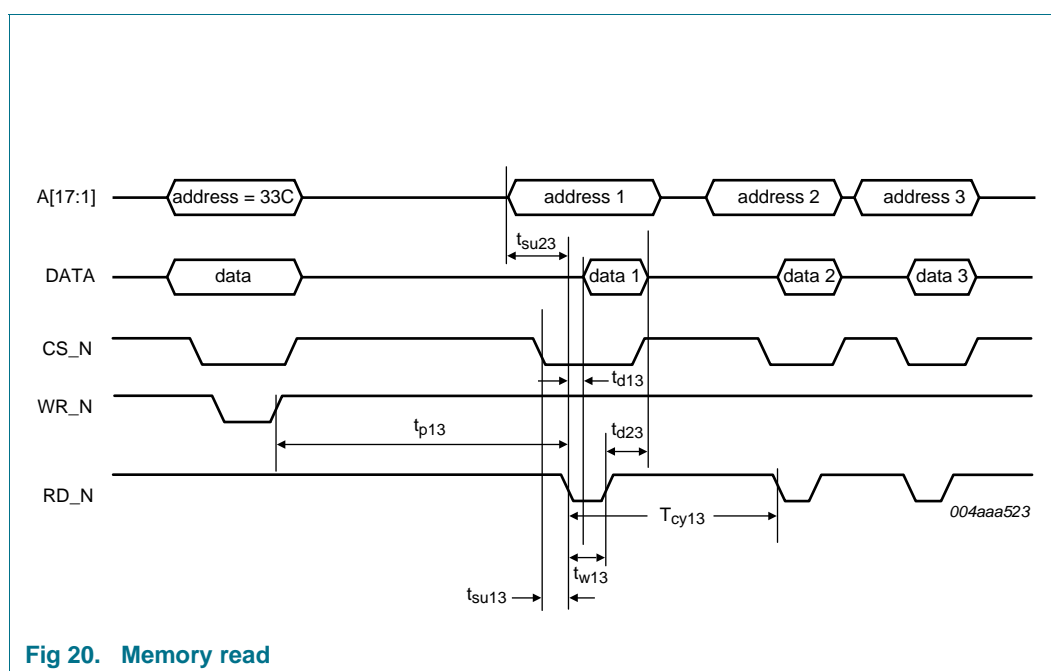 A[17:1]
address = 33C
address 1
address 2
address 3
tsu23
DATA
data
data 1
data 2
data 3
CS_N
td13
WR_N
tp13
td23
RD_N
Tcy13
004aaa523
tw13
tsu13
Fig 20. Memory read